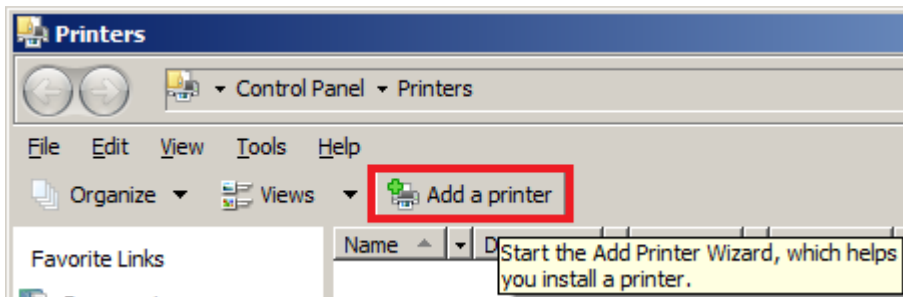 Printers
Control Panel Printers
File Edit View Tools Help
Organize Views Add a printer
Favorite Links
Name
Start the Add Printer Wizard, which helps
you install a printer.